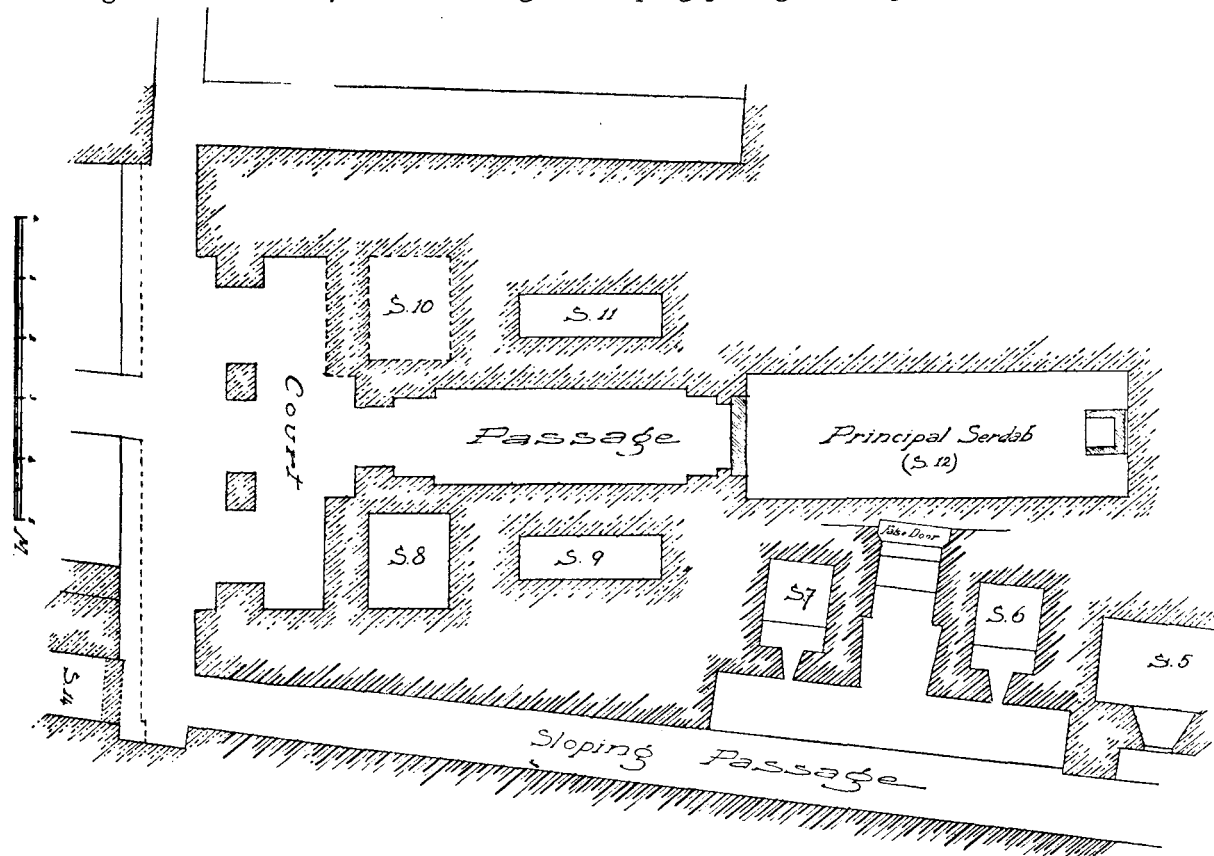 S.10
S. 11
Court
Passage
Principal Serdab
(S. 12)
S.8
S. 9
False Door
S.7
S.6
S.5
S.14
Sloping Passage
M